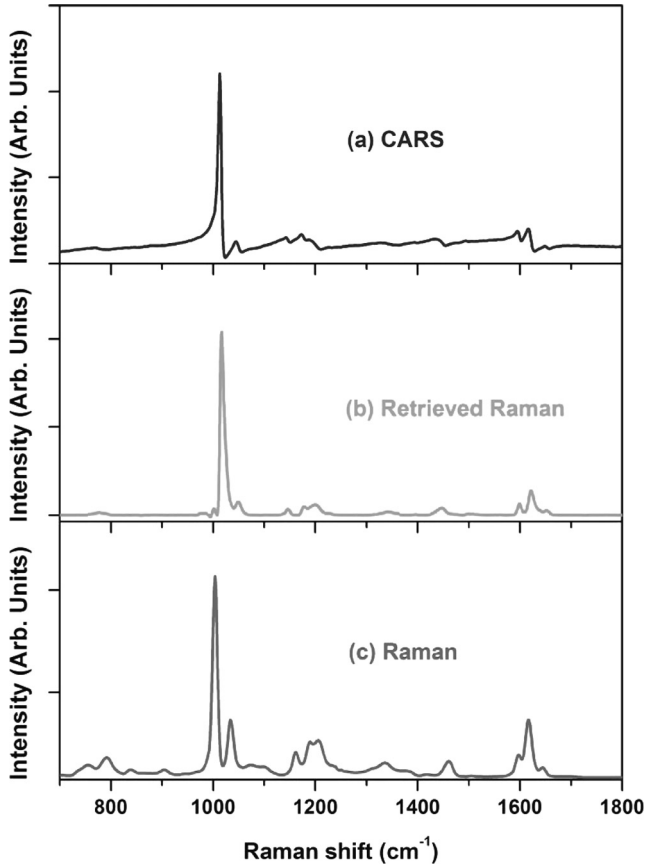 Intensity (Arb. Units)
(a) CARS
Intensity (Arb. Units)
(b) Retrieved Raman
Intensity (Arb. Units)
(c) Raman
800 1000 1200 1400 1600 1800
Raman shift (cm⁻¹)